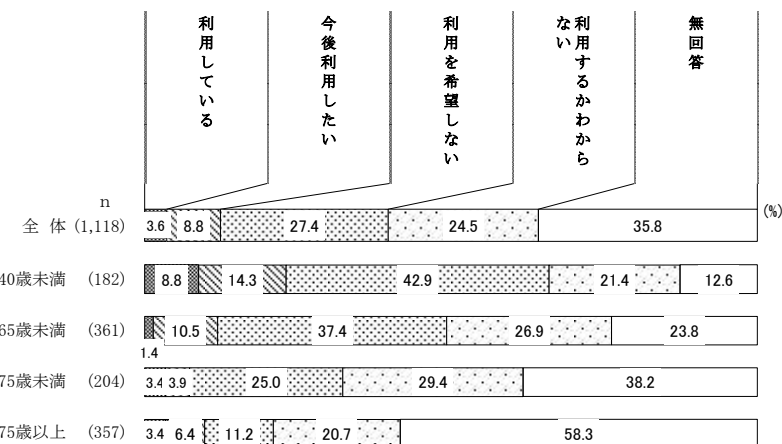 利用している
今後利用したい
利用を希望しない
利用するかわから
ない
無回答
n
(%)
全 体 (1,118) 3.6 8.8 27.4 24.5 35.8
40歳未満 (182) 8.8 14.3 42.9 21.4 12.6
65歳未満 (361) 10.5 37.4 26.9 23.8
1.4
75歳未満 (204) 3.4 3.9 25.0 29.4 38.2
75歳以上 (357) 3.4 6.4 11.2 20.7 58.3